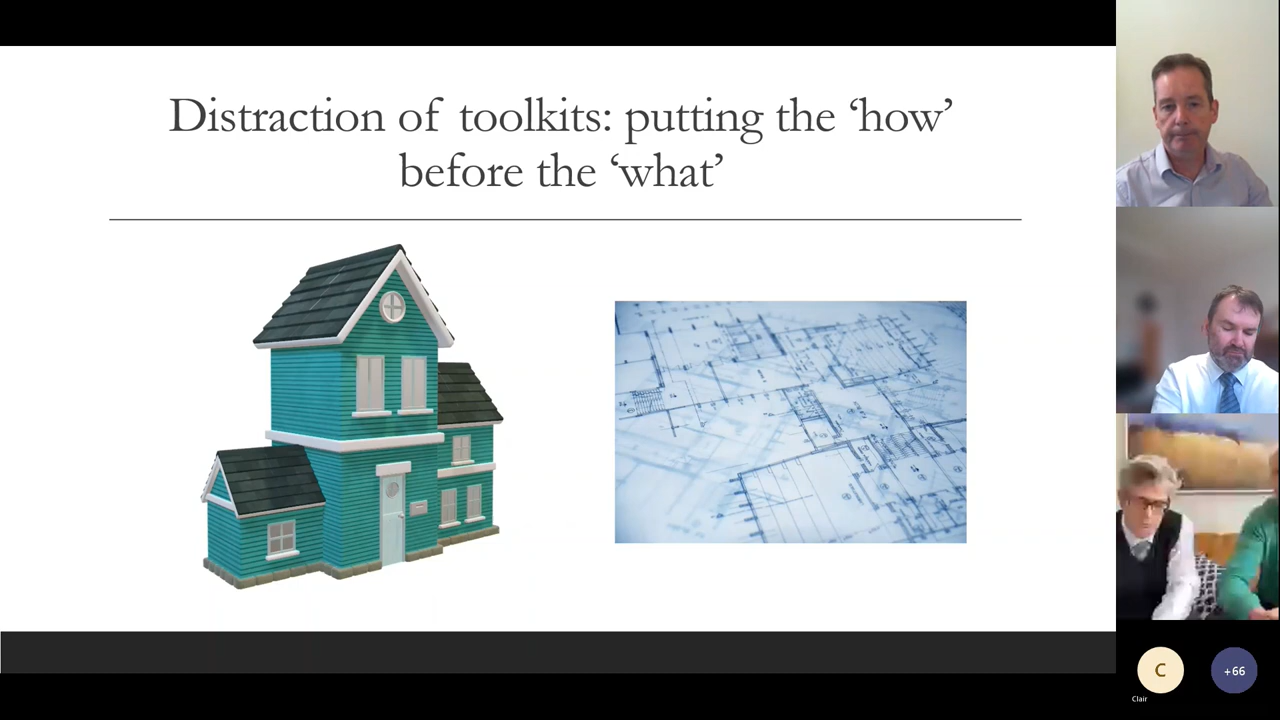 Distraction of toolkits: putting the ‘how’
before the ‘what’
C
+66
Clair